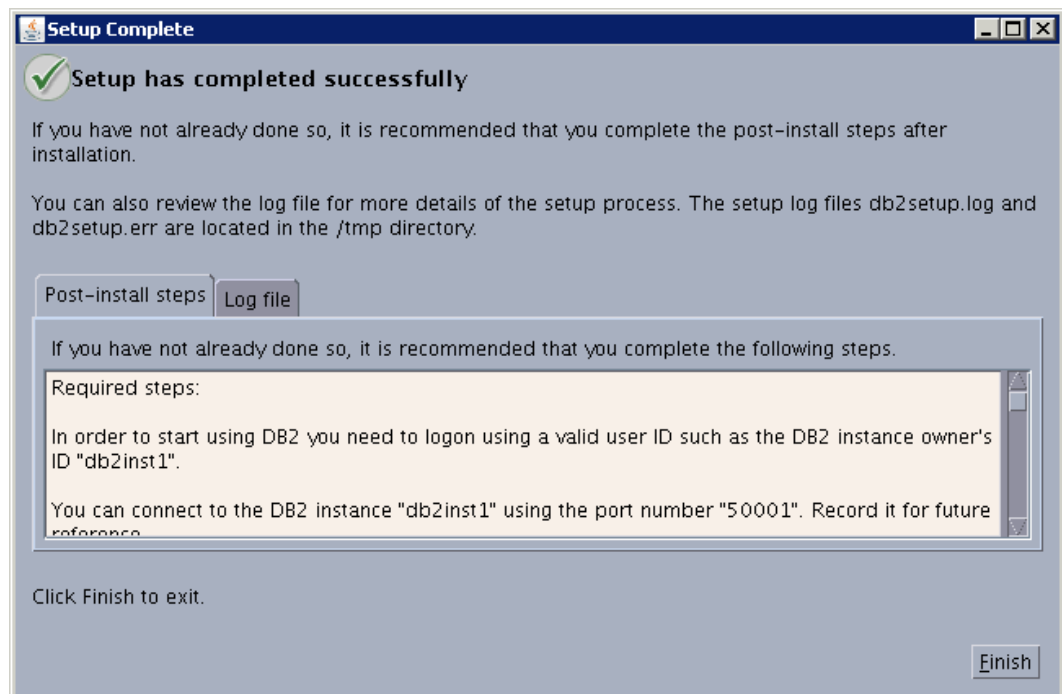 Setup Complete
Setup has completed successfully
If you have not already done so, it is recommended that you complete the post-install steps after
installation.
You can also review the log file for more details of the setup process. The setup log files db2setup.log and
db2setup.err are located in the /tmp directory.
Post-install steps
Log file
If you have not already done so, it is recommended that you complete the following steps.
Required steps:
In order to start using DB2 you need to logon using a valid user ID such as the DB2 instance owner's
ID "db2inst1".
You can connect to the DB2 instance "db2inst1" using the port number "50001". Record it for future
reference
Click Finish to exit.
Finish